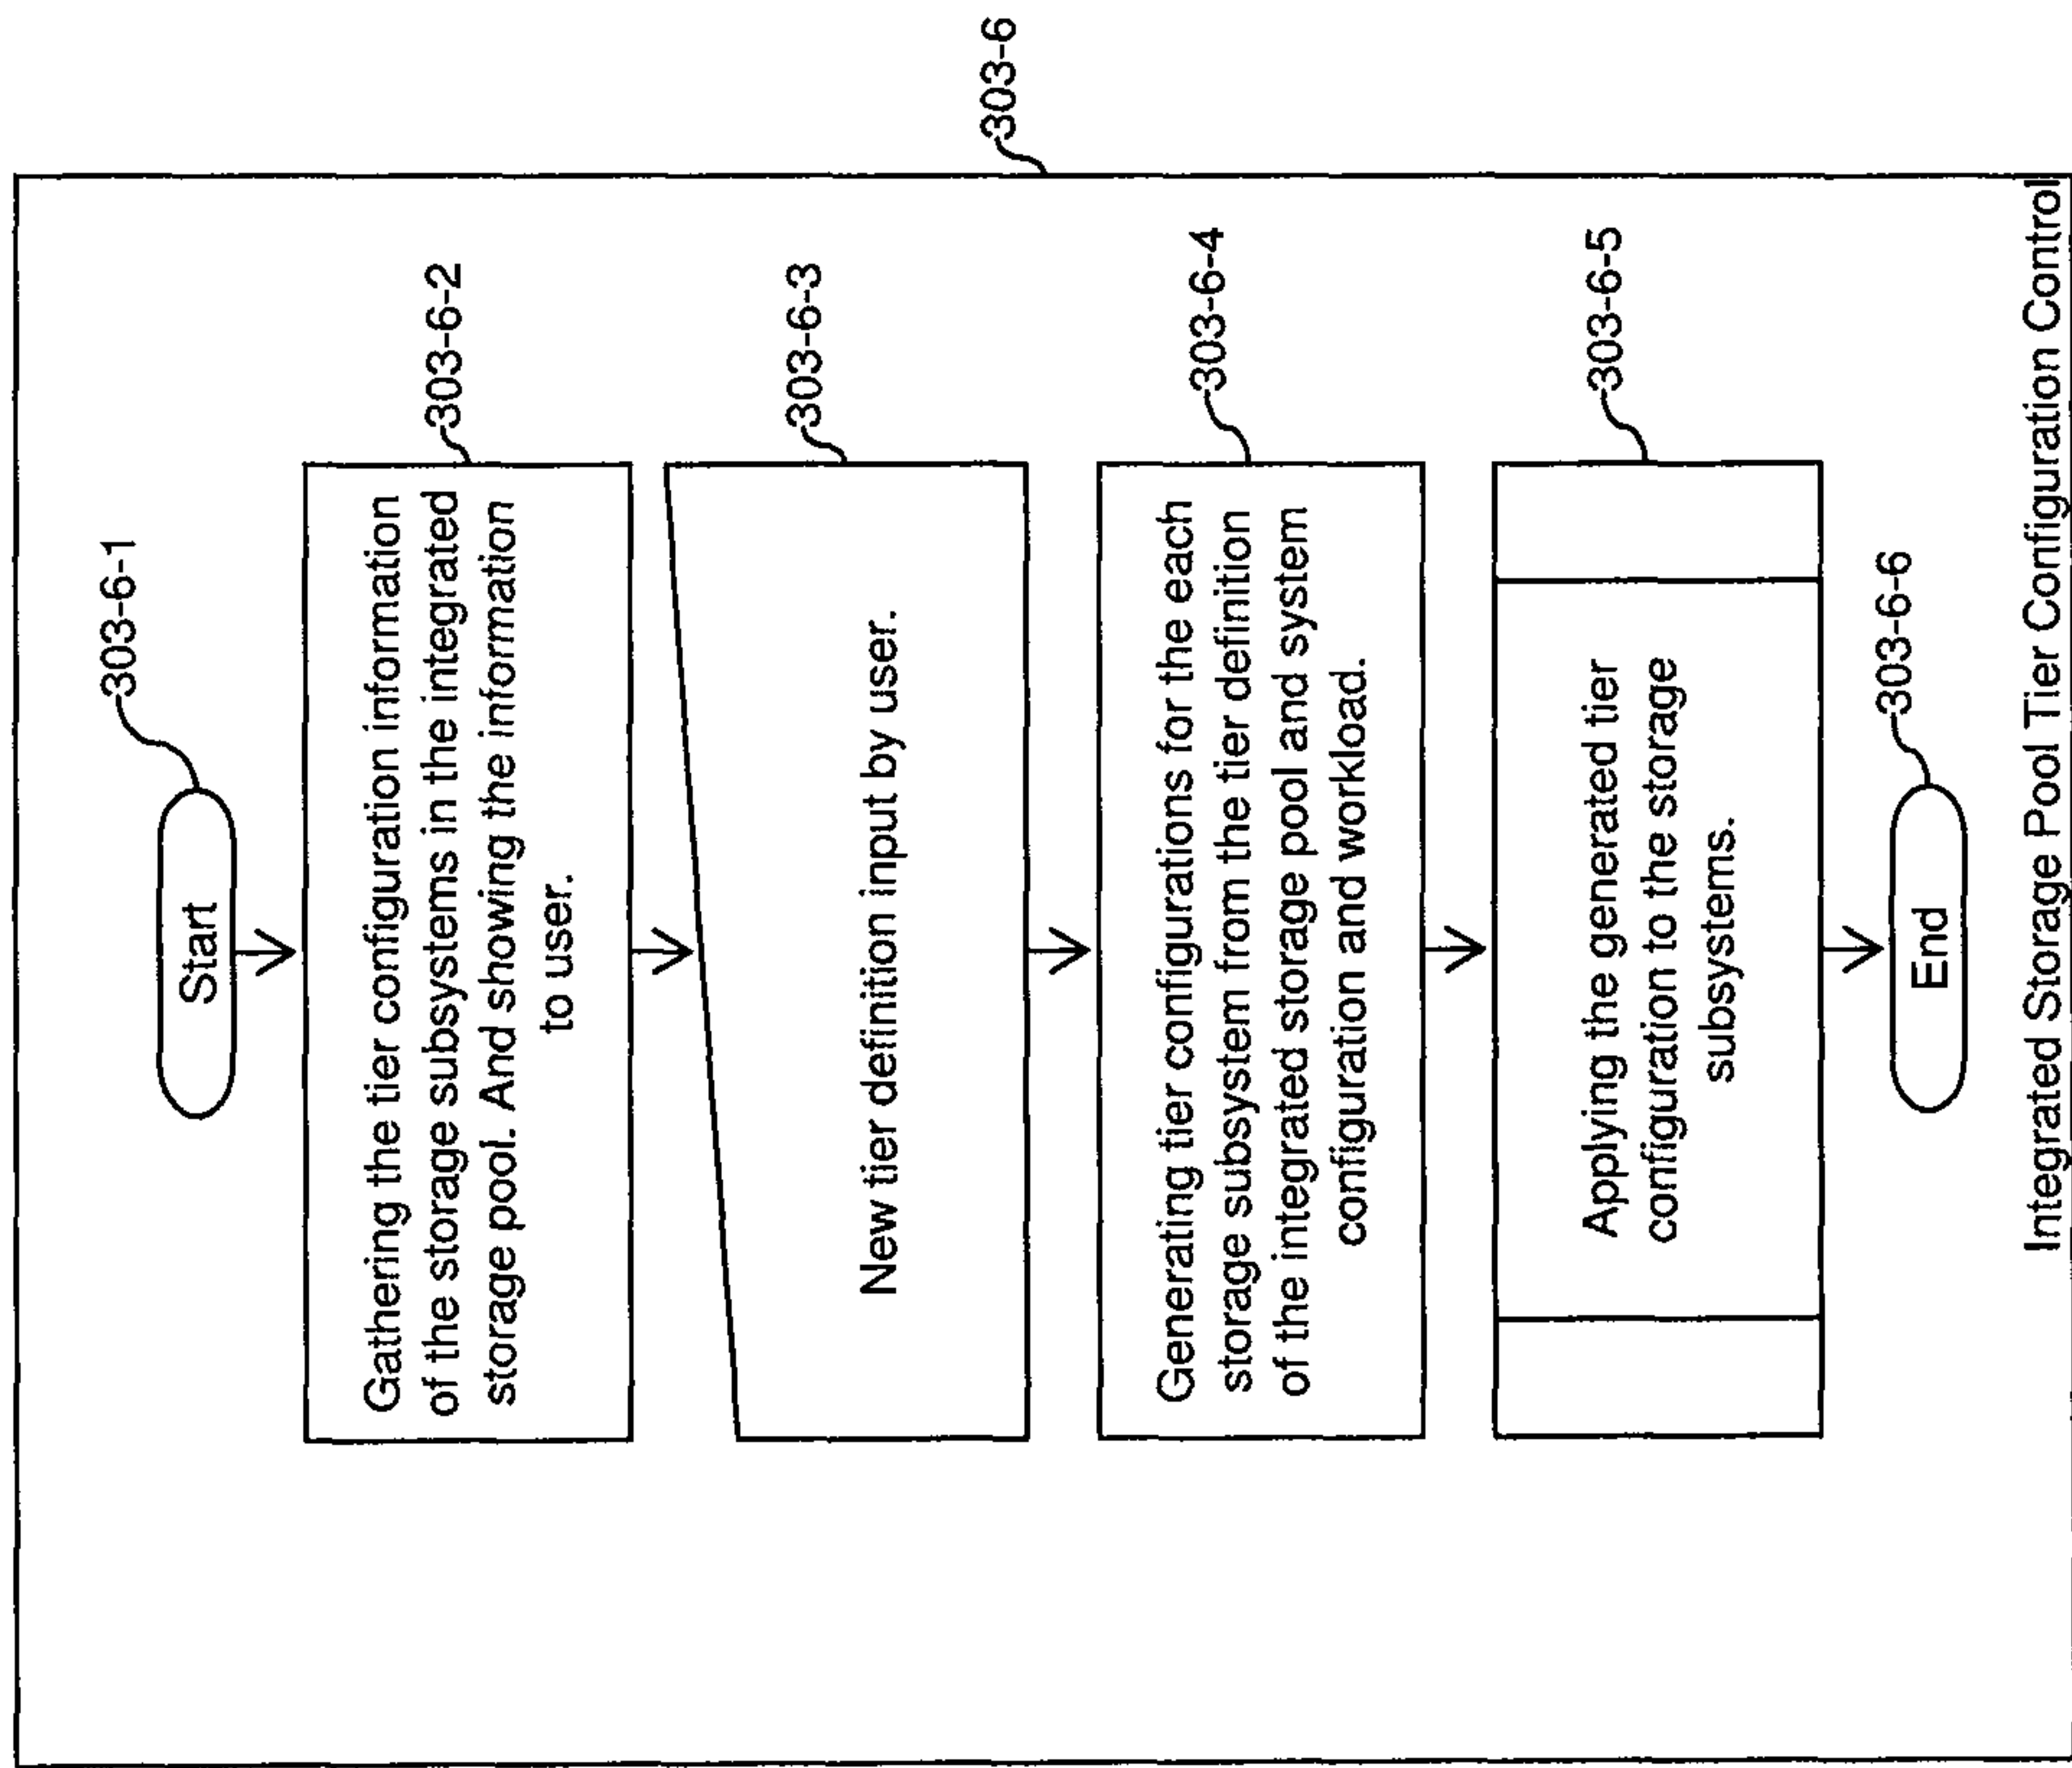 303-6
303-6-1
Start
303-6-2
Gathering the tier configuration information
of the storage subsystems in the integrated
storage pool. And showing the information
to user.
303-6-3
New tier definition input by user.
303-6-4
Generating tier configurations for the each
storage subsystem from the tier definition
of the integrated storage pool and system
configuration and workload.
303-6-5
Applying the generated tier
configuration to the storage
subsystems.
303-6-6
End
Integrated Storage Pool Tier Configuration Control